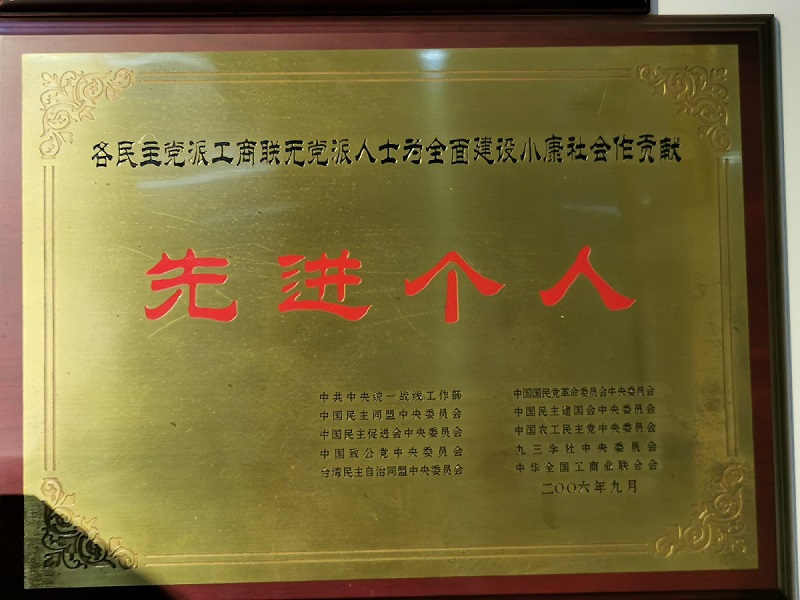 各民主党派工商联无党派人士为全面建设小康社会作贡献
先进个人
中共中央统一战线工作部 中国国民党革命委员会中央委员会
中国民主同盟中央委员会 中国民主建国会中央委员会
中国民主促进会中央委员会 中国农工民主党中央委员会
中国致公党中央委员会 九三学社中央委员会
台湾民主自治同盟中央委员会 中华全国工商业联合会
二〇〇六年九月